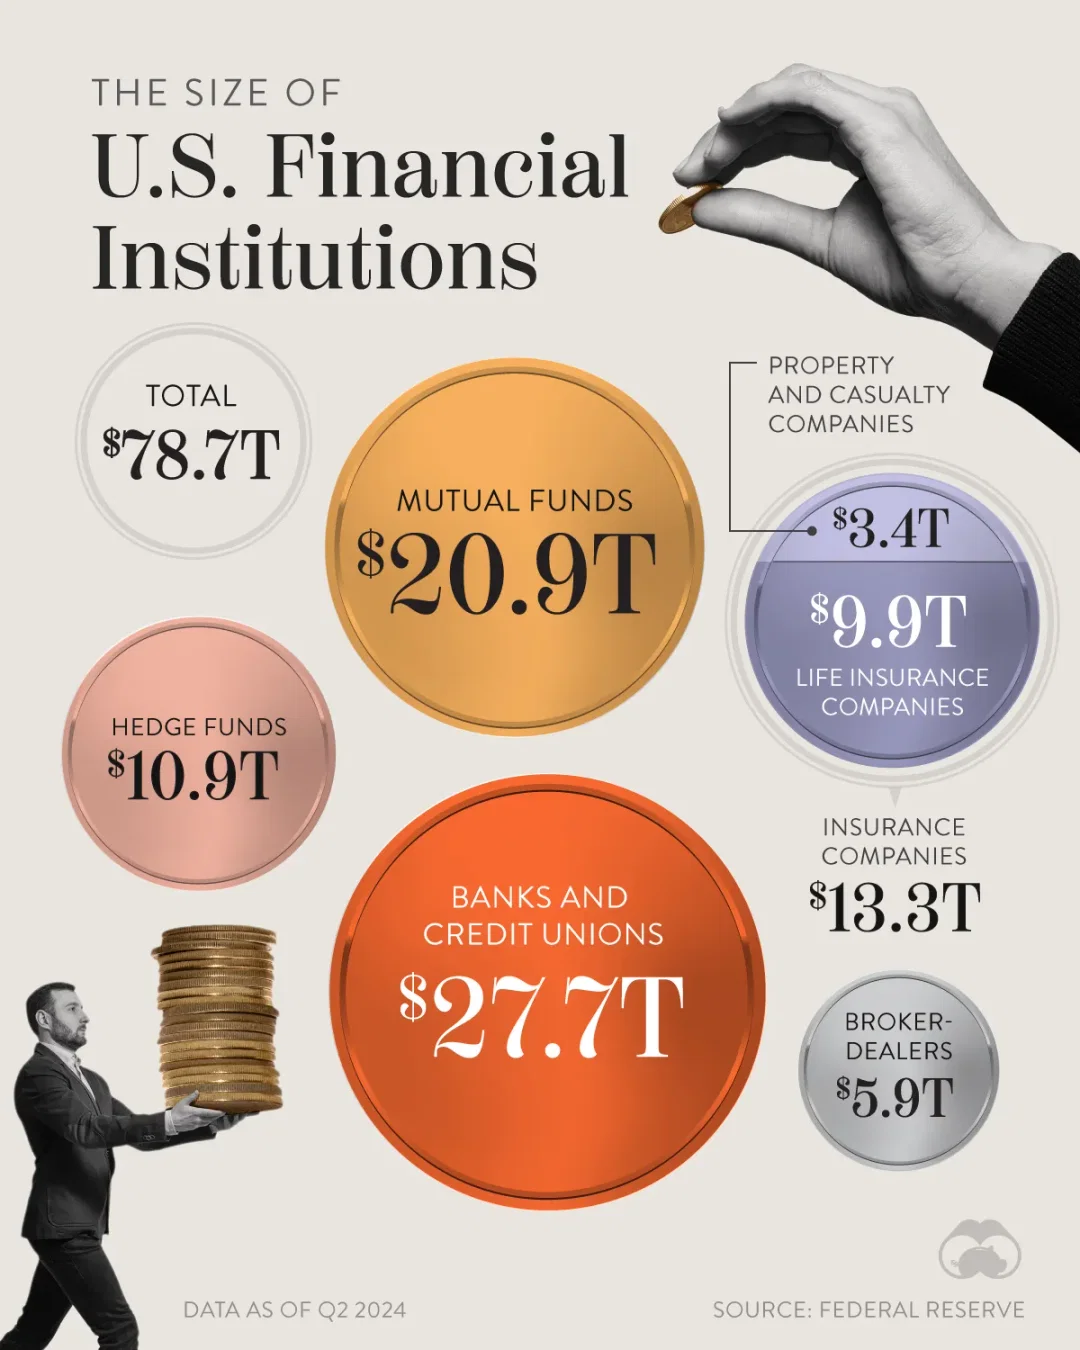 THE SIZE OF
U.S. Financial
Institutions
TOTAL
$78.7T
MUTUAL FUNDS
$20.9T
PROPERTY
AND CASUALTY
COMPANIES
$3.4T
$9.9T
LIFE INSURANCE
COMPANIES
HEDGE FUNDS
$10.9T
INSURANCE
COMPANIES
$13.3T
BANKS AND
CREDIT UNIONS
$27.7T
BROKER-
DEALERS
$5.9T
DATA AS OF Q2 2024
SOURCE: FEDERAL RESERVE